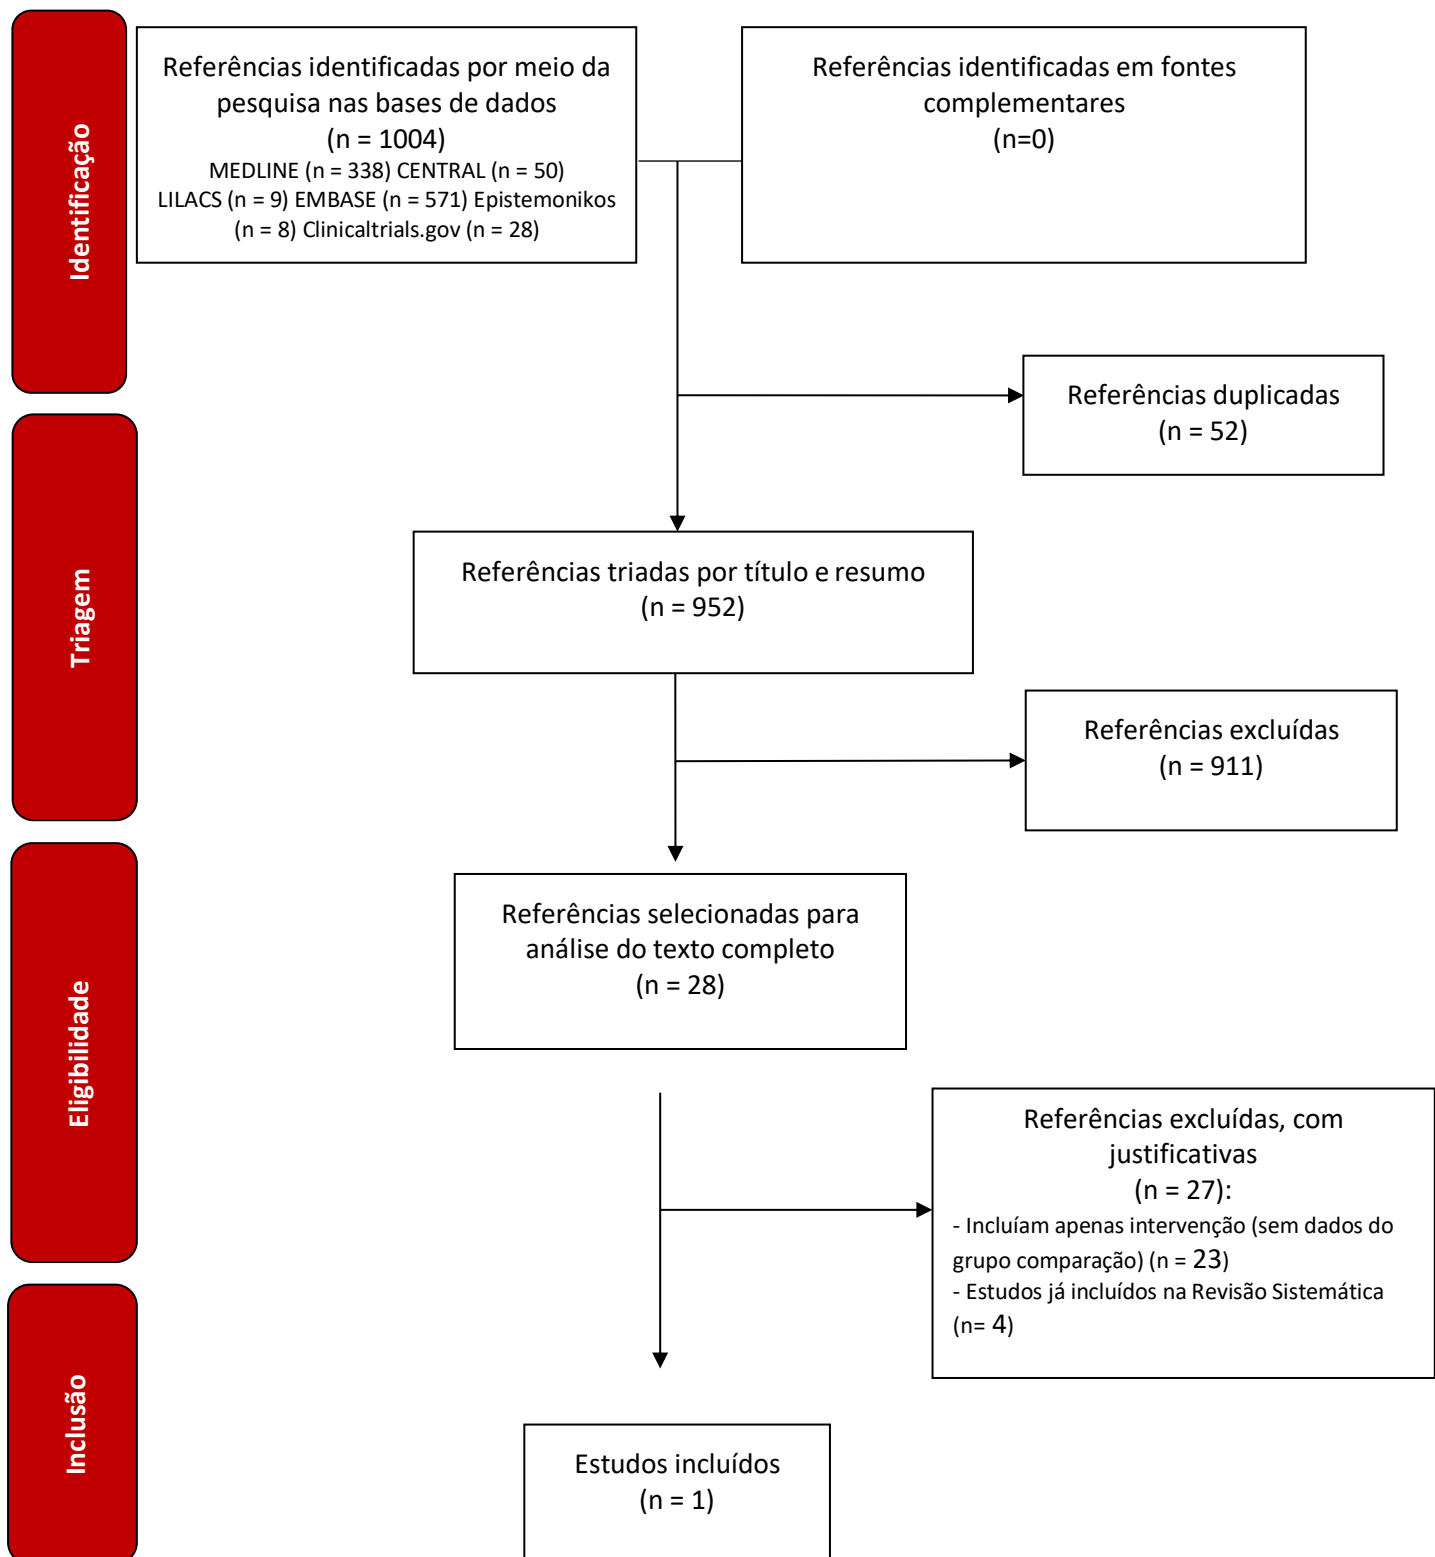 Identificação
Referências identificadas por meio da
pesquisa nas bases de dados
(n = 1004)
MEDLINE (n = 338) CENTRAL (n = 50)
LILACS (n = 9) EMBASE (n = 571) Epistemonikos
(n = 8) Clinicaltrials.gov (n = 28)
Referências identificadas em fontes
complementares
(n=0)
Referências duplicadas
(n = 52)
Triagem
Referências triadas por título e resumo
(n = 952)
Referências excluídas
(n = 911)
Eligibilidade
Referências selecionadas para
análise do texto completo
(n = 28)
Referências excluídas, com
justificativas
(n = 27):
- Incluíam apenas intervenção (sem dados do
grupo comparação) (n = 23)
- Estudos já incluídos na Revisão Sistemática
(n= 4)
Inclusão
Estudos incluídos
(n = 1)